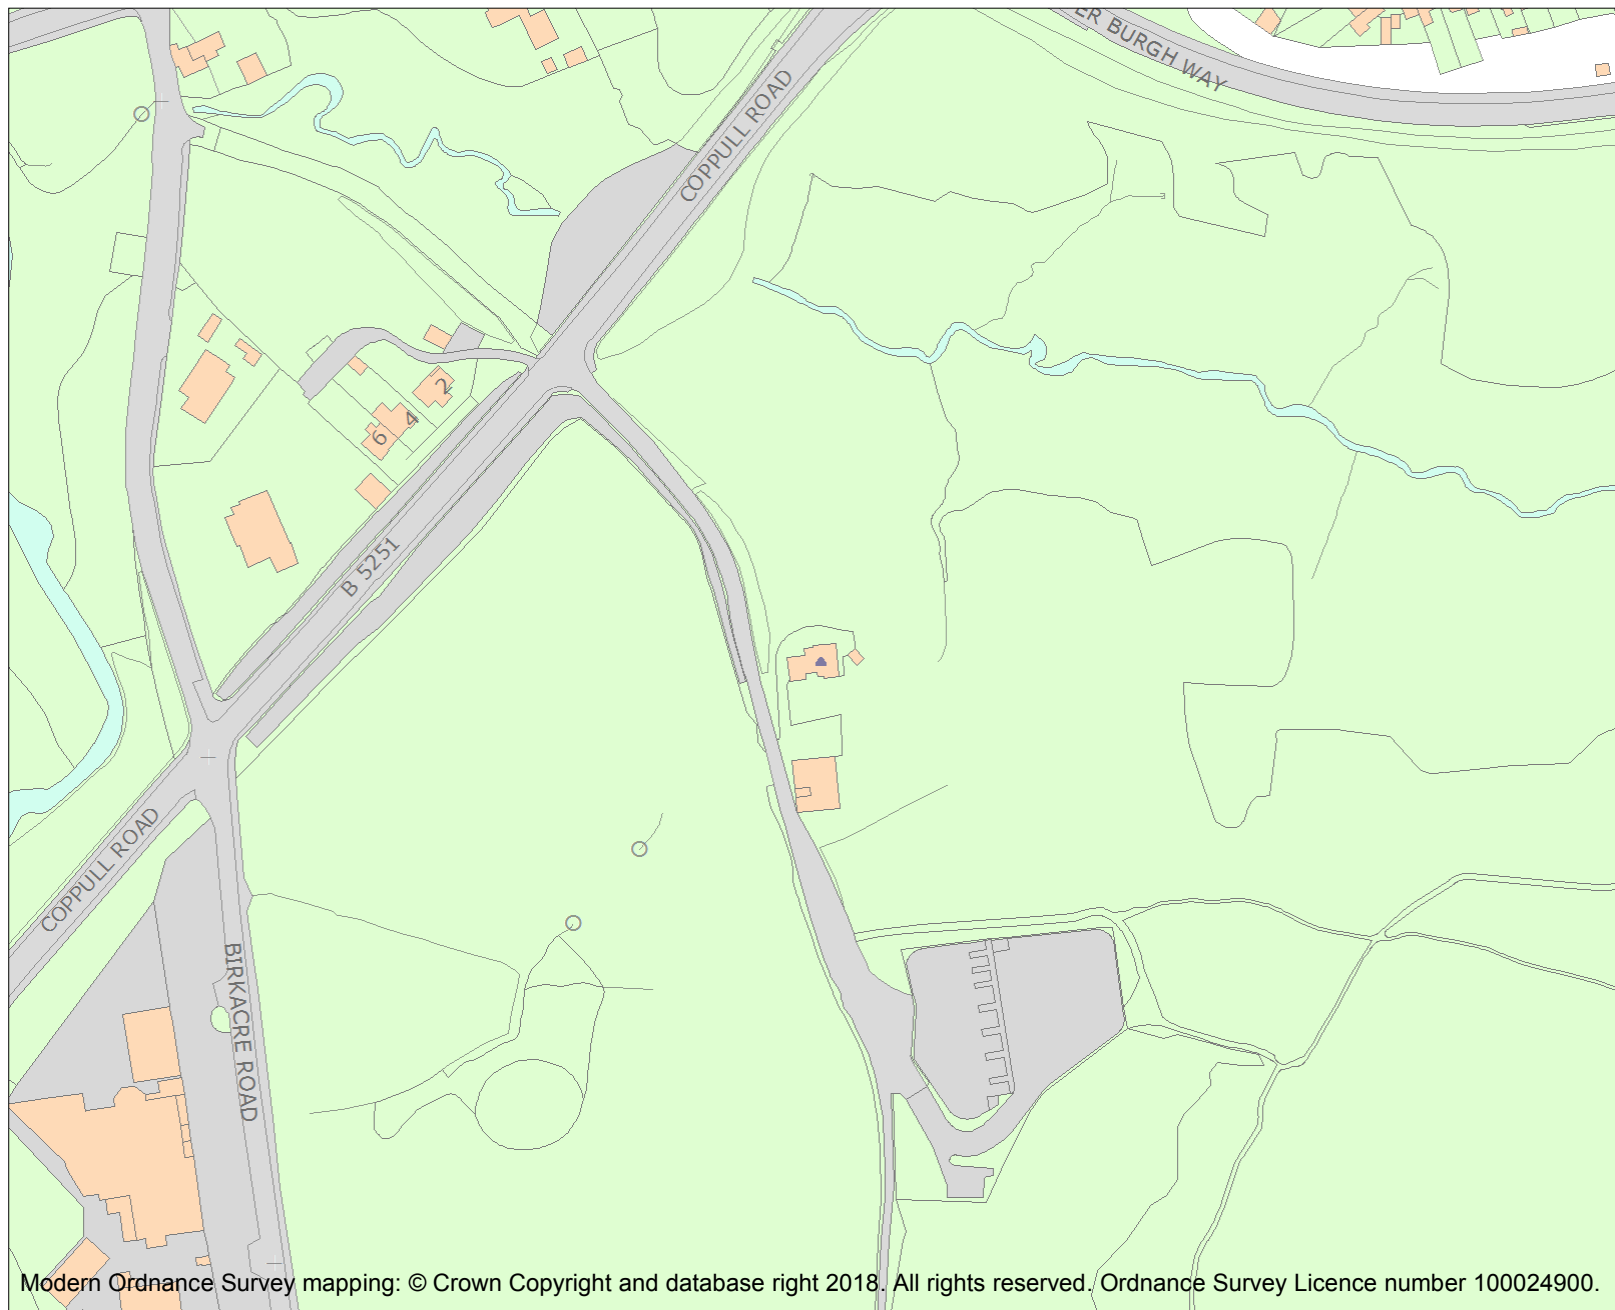 ER BURGH WAY
COPPULL ROAD
2
4
6
B 5251
COPPULL ROAD
BIRKACRE ROAD
Modern Ordnance Survey mapping: © Crown Copyright and database right 2018. All rights reserved. Ordnance Survey Licence number 100024900.